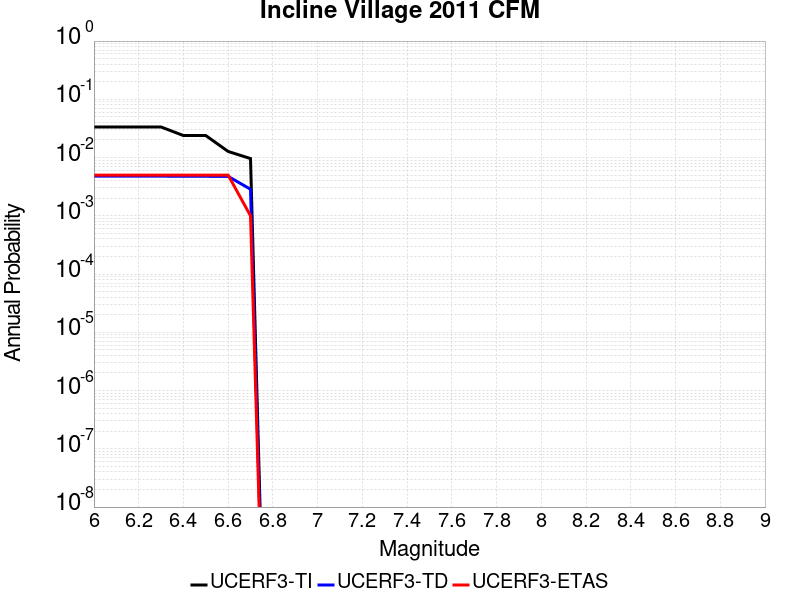 Incline Village 2011 CFM
10^0
10^-1
10^-2
10^-3
10^-4
10^-5
10^-6
10^-7
10^-8
Annual Probability
6 6.2 6.4 6.6 6.8 7 7.2 7.4 7.6 7.8 8 8.2 8.4 8.6 8.8 9
Magnitude
UCERF3-TI UCERF3-TD UCERF3-ETAS